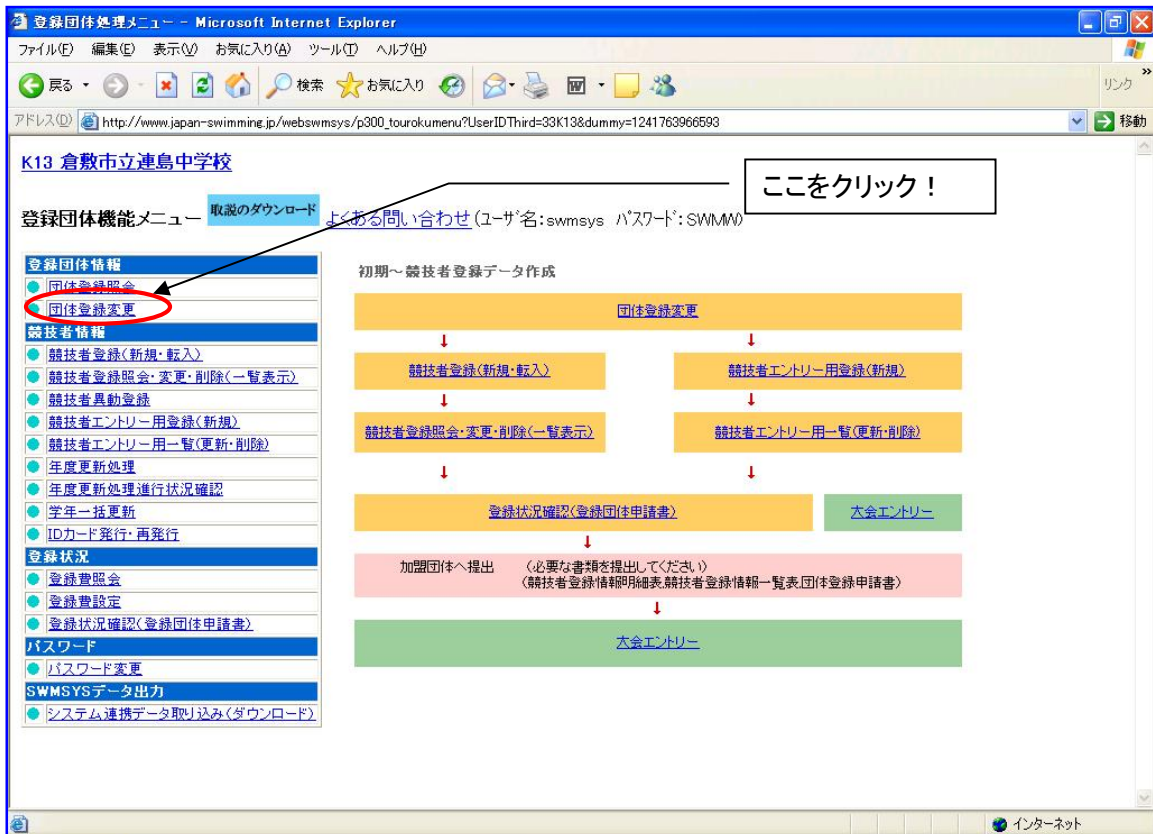 登録団体処理メニュー - Microsoft Internet Explorer
ファイル(F) 編集(E) 表示(V) お気に入り(A) ツール(T) ヘルプ(H)
戻る 検索 お気に入り リンク »
アドレス(D) http://www.japan-swimming.jp/webswmsys/p300_tourokumenu?UserIDThird=33K13&dummy=1241763966593 移動
K13 倉敷市立連島中学校
ここをクリック！
登録団体機能メニュー 取説のダウンロード よくある問い合わせ(ユーザ名:swmsys パスワード:SWMW)
登録団体情報
団体登録照会
団体登録変更
競技者情報
競技者登録(新規・転入)
競技者登録照会・変更・削除(一覧表示)
競技者異動登録
競技者エントリー用登録(新規)
競技者エントリー用一覧(更新・削除)
年度更新処理
年度更新処理進行状況確認
学年一括更新
IDカード発行・再発行
登録状況
登録費照会
登録費設定
登録状況確認(登録団体申請書)
パスワード
パスワード変更
SWMSYSデータ出力
システム連携データ取り込み(ダウンロード)
初期～競技者登録データ作成
団体登録変更
↓ ↓
競技者登録(新規・転入) 競技者エントリー用登録(新規)
↓ ↓
競技者登録照会・変更・削除(一覧表示) 競技者エントリー用一覧(更新・削除)
↓ ↓
登録状況確認(登録団体申請書) 大会エントリー
↓
加盟団体へ提出 (必要な書類を提出してください)
(競技者登録情報明細表,競技者登録情報一覧表,団体登録申請書)
↓
大会エントリー
インターネット